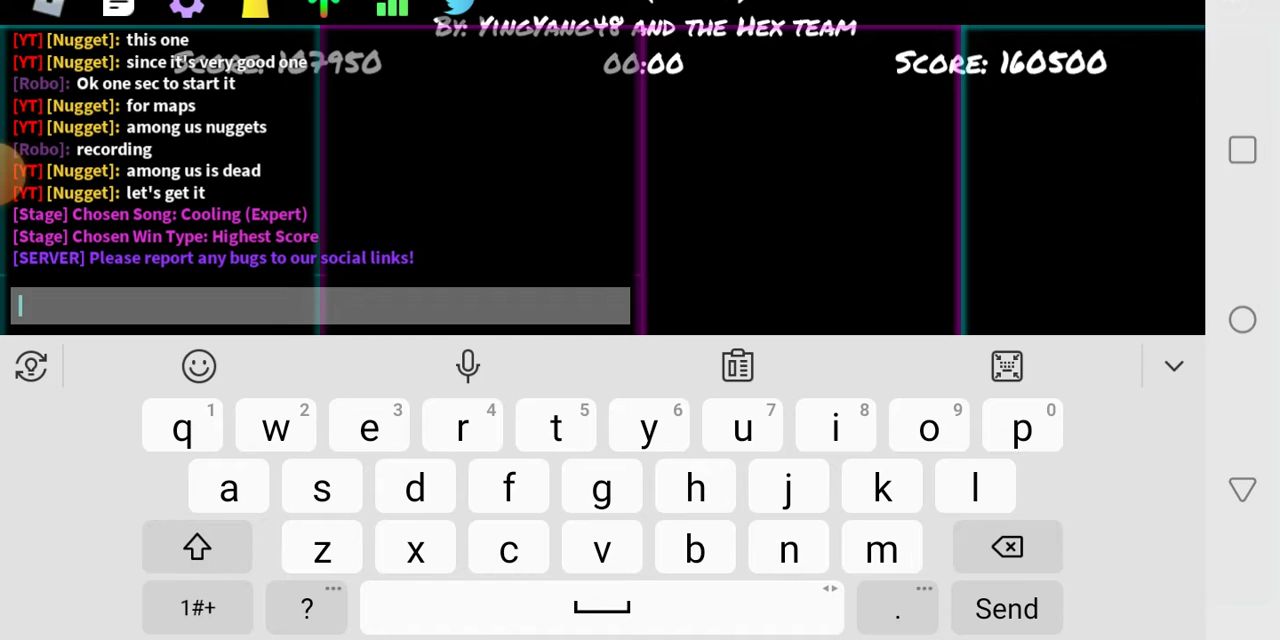 By: YingYang48 and the Hex team
[YT] [Nugget]: this one
[YT] [Nugget]: since it's very good one
Score: 167950
00:00
Score: 160500
[Robo]: Ok one sec to start it
[YT] [Nugget]: for maps
[YT] [Nugget]: among us nuggets
[Robo]: recording
[YT] [Nugget]: among us is dead
[YT] [Nugget]: let's get it
[Stage] Chosen Song: Cooling (Expert)
[Stage] Chosen Win Type: Highest Score
[SERVER] Please report any bugs to our social links!
q 1 w 2 e 3 r 4 t 5 y 6 u 7 i 8 o 9 p 0
a s d f g h j k l
z x c v b n m
1#+ ? . Send